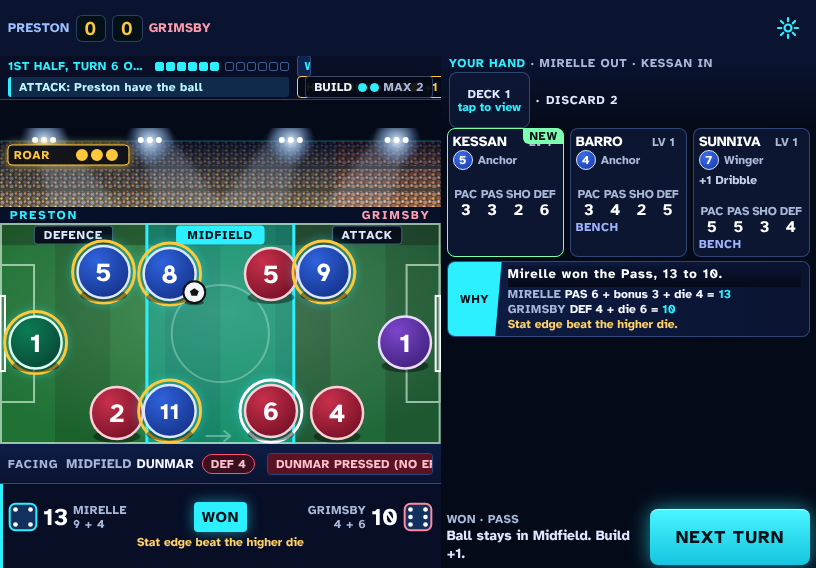 PRESTON 0 0 GRIMSBY
1ST HALF, TURN 6 O...
ATTACK: Preston have the ball
BUILD MAX 2
ROAR
PRESTON GRIMSBY
DEFENCE MIDFIELD ATTACK
5 8 5 9
1 1
2 11 6 4
FACING MIDFIELD DUNMAR DEF 4 DUNMAR PRESSED (NO
13 MIRELLE 9 + 4 WON GRIMSBY 4 + 6 10
Stat edge beat the higher die
YOUR HAND · MIRELLE OUT · KESSAN IN
DECK 1
tap to view
· DISCARD 2
NEW
KESSAN
5 Anchor
PAC PAS SHO DEF
3 3 2 6
BARRO LV 1
4 Anchor
PAC PAS SHO DEF
3 4 2 5
BENCH
SUNNIVA LV 1
7 Winger
+1 Dribble
PAC PAS SHO DEF
5 5 3 4
BENCH
WHY
Mirelle won the Pass, 13 to 10.
MIRELLE PAS 6 + bonus 3 + die 4 = 13
GRIMSBY DEF 4 + die 6 = 10
Stat edge beat the higher die.
WON · PASS
Ball stays in Midfield. Build
+1.
NEXT TURN